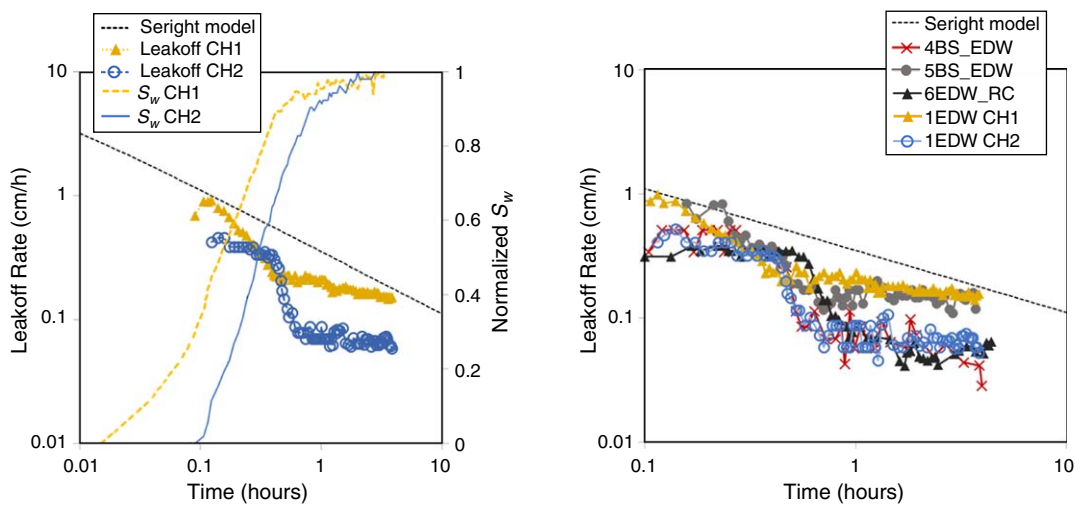 Seright model
Leakoff CH1
Leakoff CH2
Sw CH1
Sw CH2
10
1
0.1
0.01
Leakoff Rate (cm/h)
1
0.8
0.6
0.4
0.2
0
Normalized Sw
0.01
0.1
1
10
Time (hours)
Seright model
4BS_EDW
5BS_EDW
6EDW_RC
1EDW CH1
1EDW CH2
10
1
0.1
0.01
Leakoff Rate (cm/h)
0.1
1
10
Time (hours)